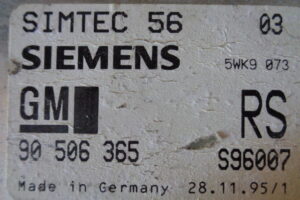 SIMTEC 56 03
SIEMENS 5WK9 073
GM RS
90 506 365 S96007
Made in Germany 28.11.95/1